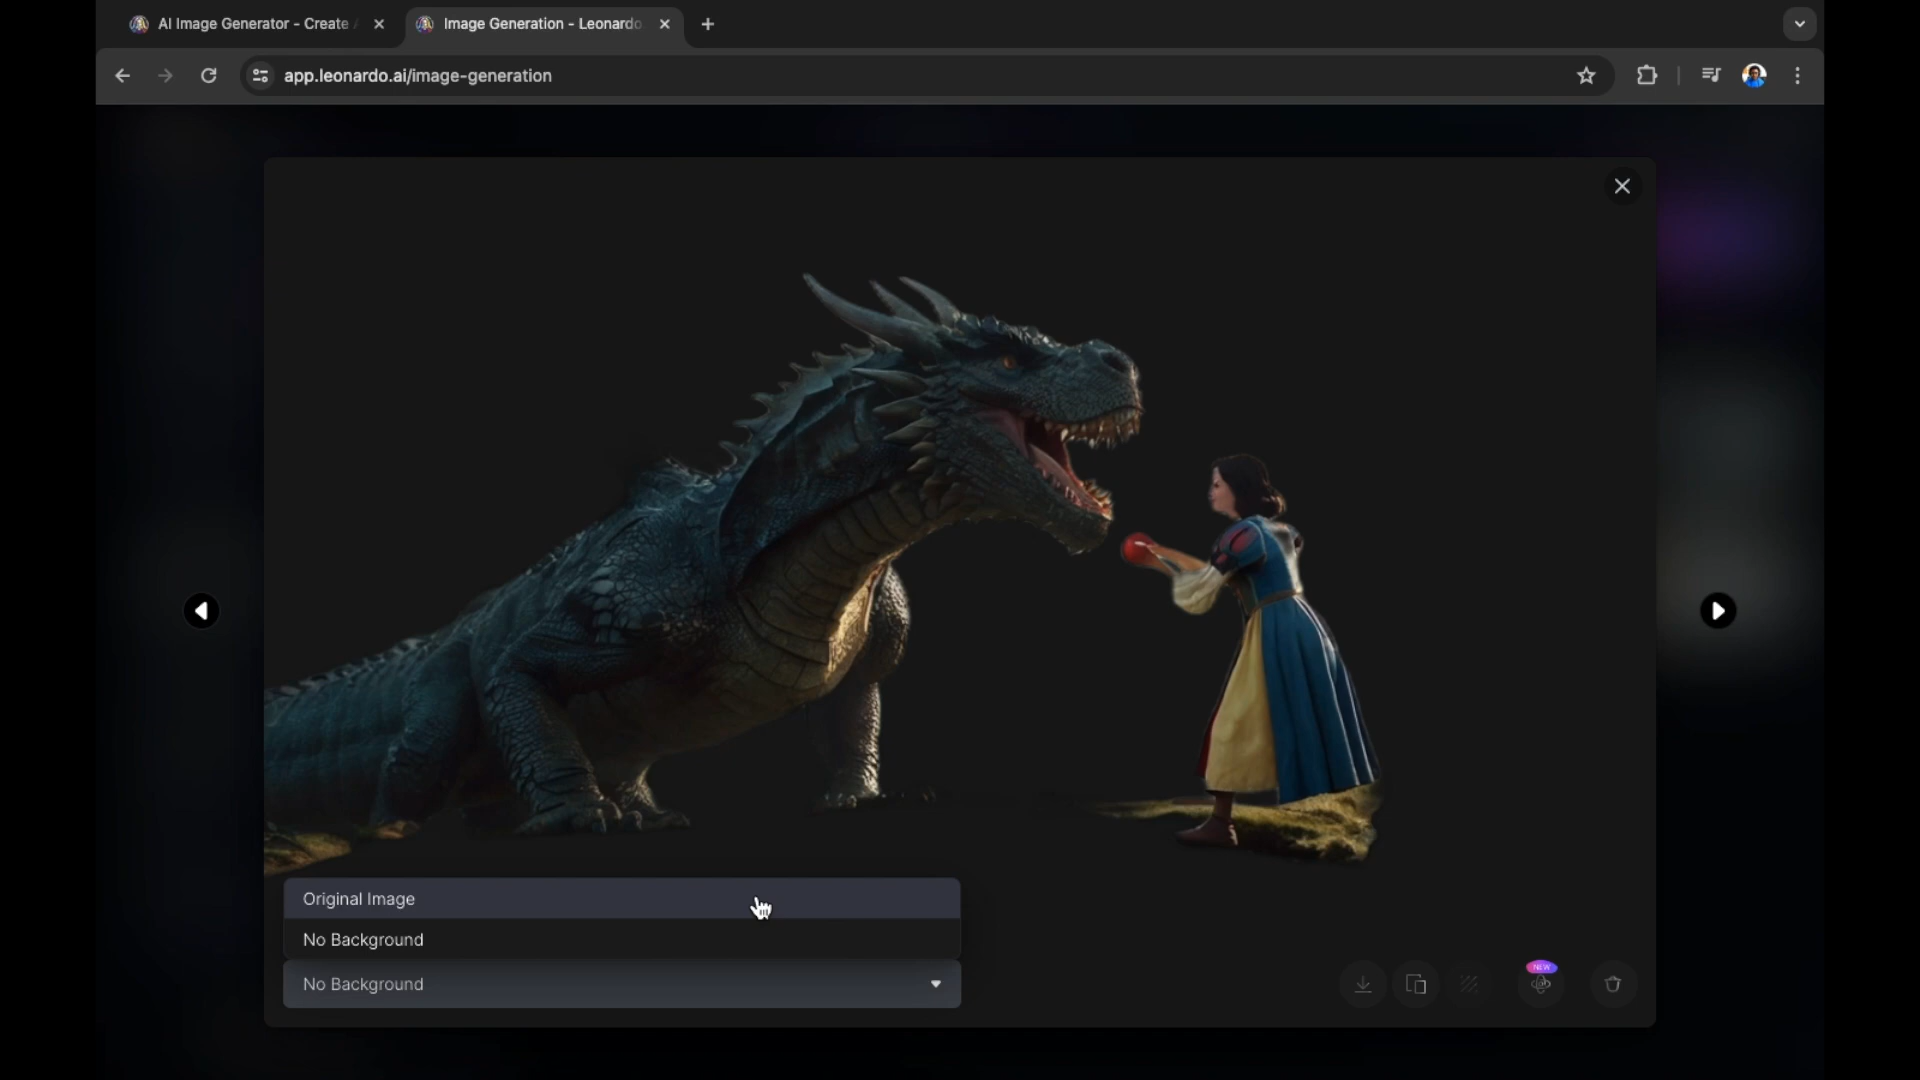 AI Image Generator - Create
Image Generation - Leonardo
app.leonardo.ai/image-generation
Original Image
No Background
No Background
NEW